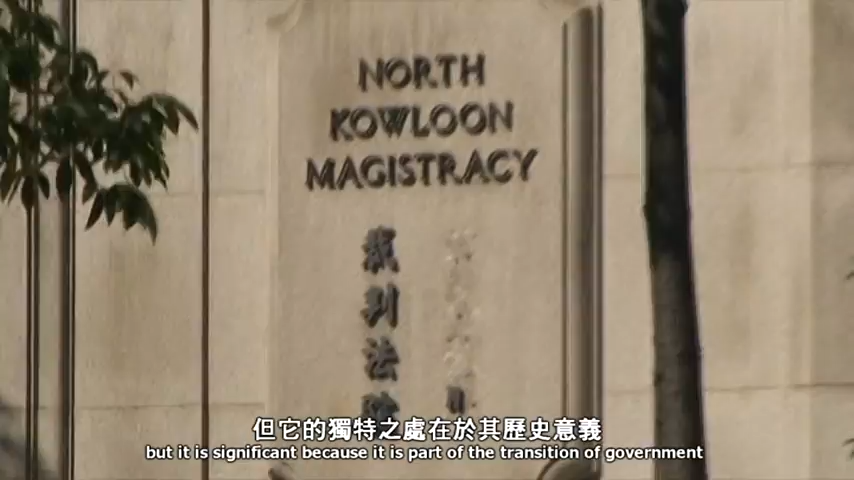 NORTH
KOWLOON
MAGISTRACY
裁判法院
但它的獨特之處在於其歷史意義
but it is significant because it is part of the transition of government